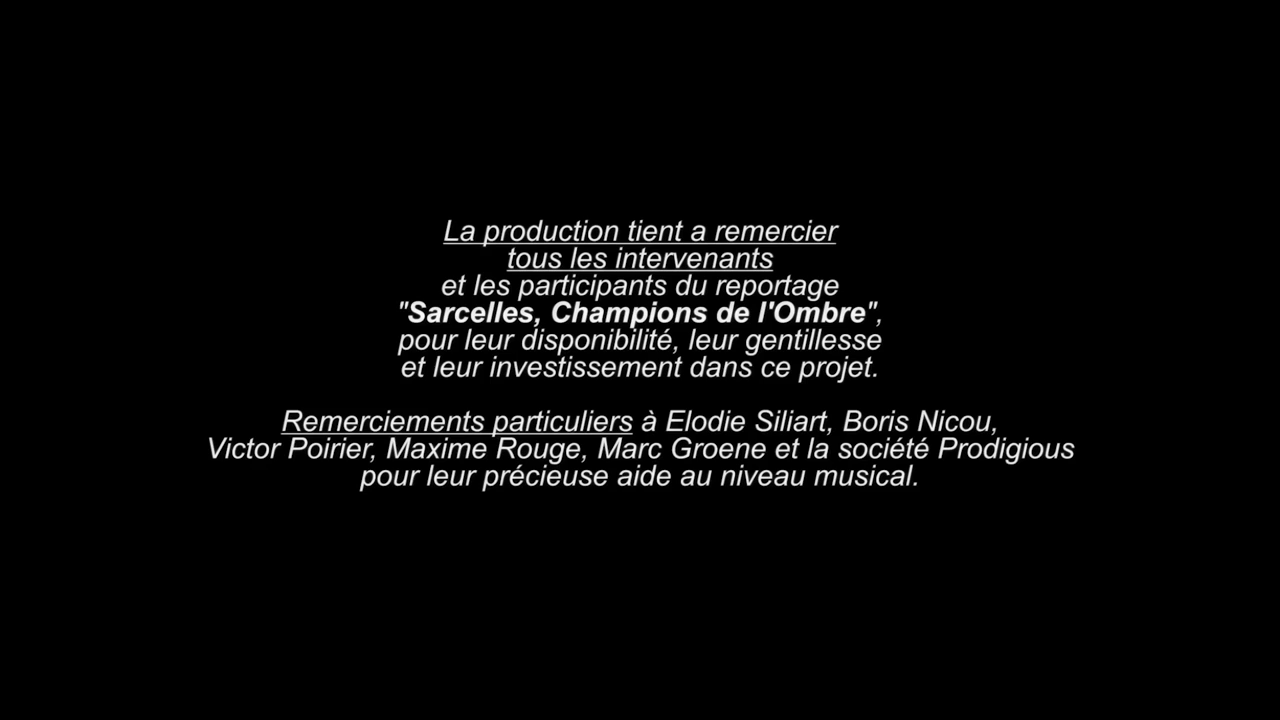 La production tient a remercier
tous les intervenants
et les participants du reportage
"Sarcelles, Champions de l'Ombre",
pour leur disponibilité, leur gentillesse
et leur investissement dans ce projet.
Remerciements particuliers à Elodie Siliart, Boris Nicou,
Victor Poirier, Maxime Rouge, Marc Groene et la société Prodigious
pour leur précieuse aide au niveau musical.